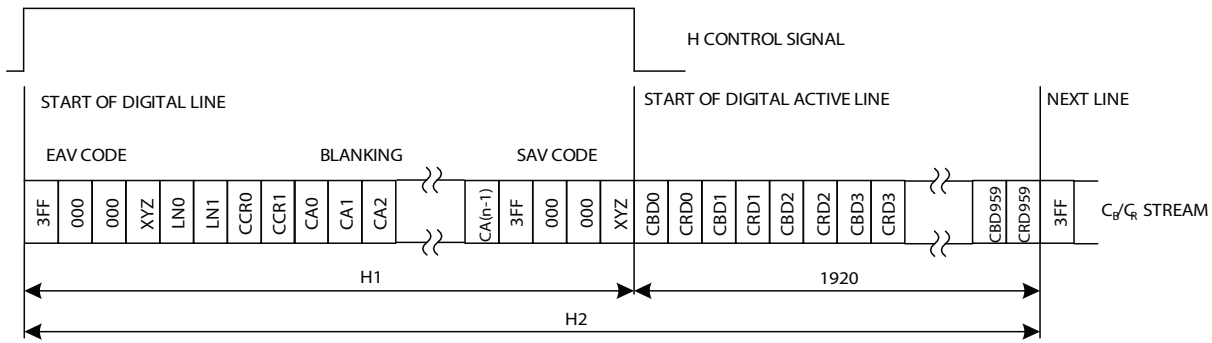 H CONTROL SIGNAL
START OF DIGITAL LINE
START OF DIGITAL ACTIVE LINE
NEXT LINE
EAV CODE
BLANKING
SAV CODE
3FF 000 000 XYZ LN0 LN1 CCR0 CCR1 CA0 CA1 CA2 CA(n-1) 3FF 000 000 XYZ CBD0 CRD0 CBD1 CRD1 CBD2 CRD2 CBD3 CRD3 CBD959 CRD959 3FF
CB/CR STREAM
H1
1920
H2